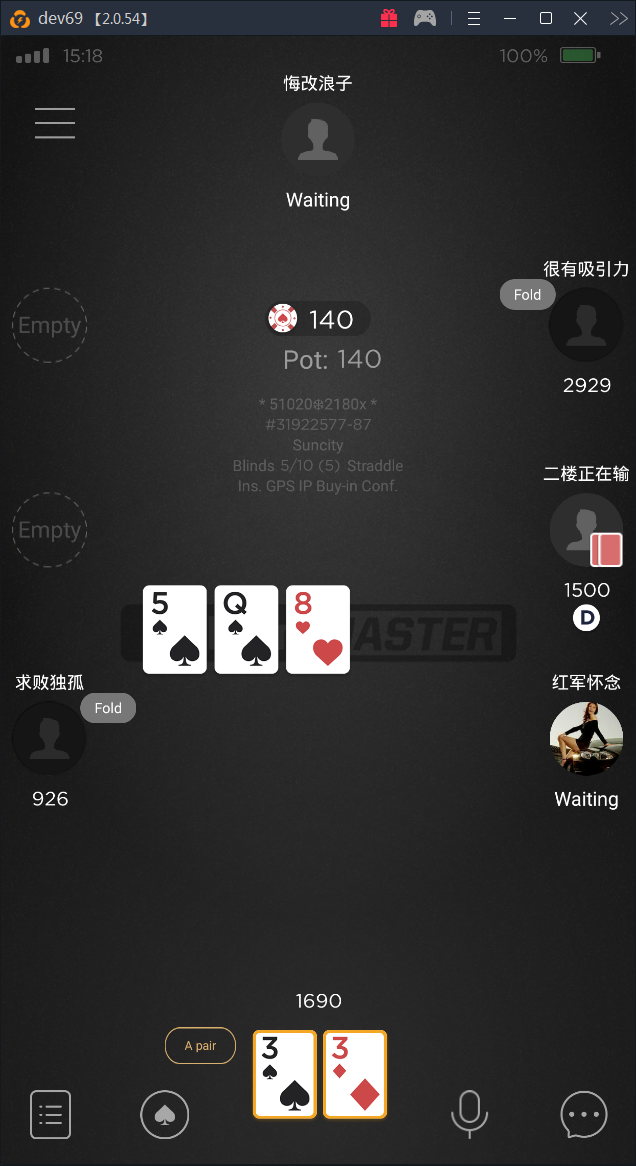 dev69 【2.0.54】
15:18
100%
悔改浪子
Waiting
很有吸引力
Fold
Empty
140
Pot: 140
2929
* 51020❉2180x *
#31922577-87
Suncity
Blinds 5/10 (5) Straddle
Ins. GPS IP Buy-in Conf.
二楼正在输
Empty
1500
D
5 Q 8
MASTER
求败独孤
Fold
红军怀念
926
Waiting
1690
A pair
3 3